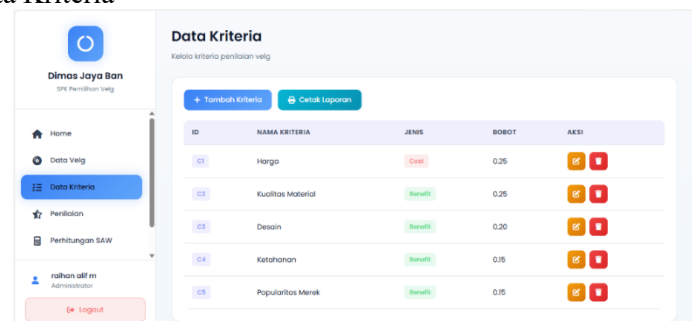 Data Kriteria
Dimas Jaya Ban
SPK Pemilihan Velg
Home
Data Velg
Data Kriteria
Penilaian
Perhitungan SAW
raihan alif m
Administrator
Logout
Data Kriteria
Kelola kriteria penilaian velg
+ Tambah Kriteria Cetak Laporan
ID NAMA KRITERIA JENIS BOBOT AKSI
C1 Harga Cost 0.25
C2 Kualitas Material Benefit 0.25
C3 Desain Benefit 0.20
C4 Ketahanan Benefit 0.15
C5 Popularitas Merek Benefit 0.15